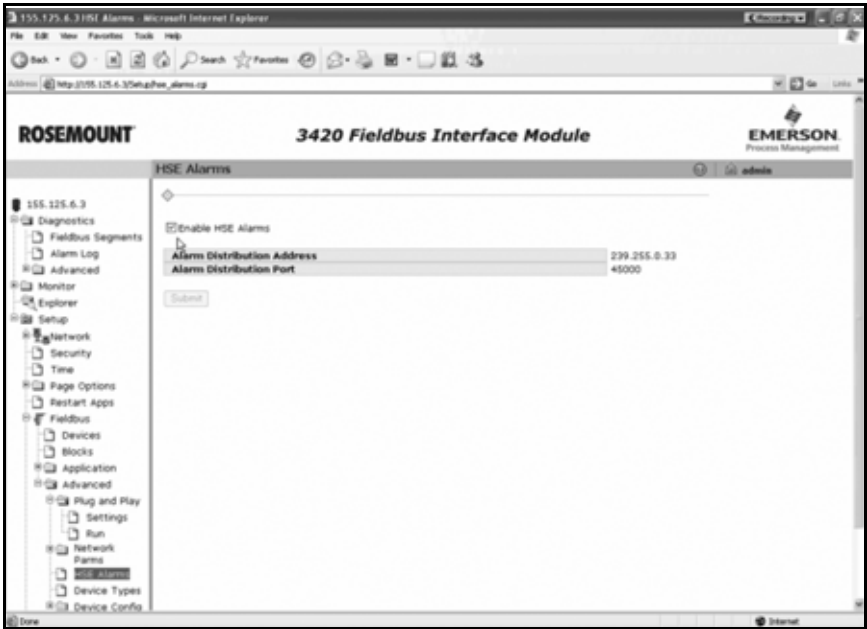 155.125.6.3 HSE Alarms - Microsoft Internet Explorer
File Edit View Favorites Tools Help
Back Search Favorites
Address http://155.125.6.3/Setup/hse_alarms.cgi Go Links
ROSEMOUNT
3420 Fieldbus Interface Module
EMERSON.
Process Management
HSE Alarms
admin
155.125.6.3
Diagnostics
Fieldbus Segments
Alarm Log
Advanced
Monitor
Explorer
Setup
Network
Security
Time
Page Options
Restart Apps
Fieldbus
Devices
Blocks
Application
Advanced
Plug and Play
Settings
Run
Network
Parms
HSE Alarms
Device Types
Device Config
Enable HSE Alarms
Alarm Distribution Address 239.255.0.33
Alarm Distribution Port 45000
Submit
Done
Internet